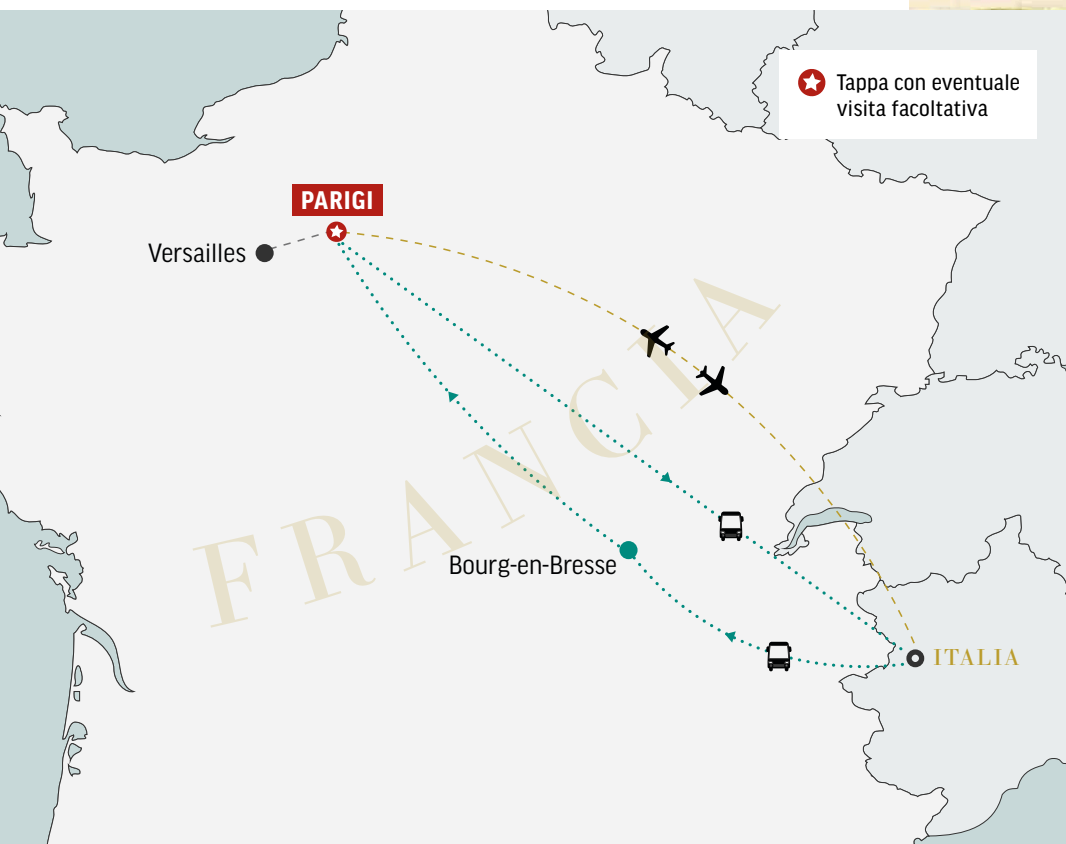 Tappa con eventuale
visita facoltativa
PARIGI
Versailles
FRANCIA
Bourg-en-Bresse
ITALIA